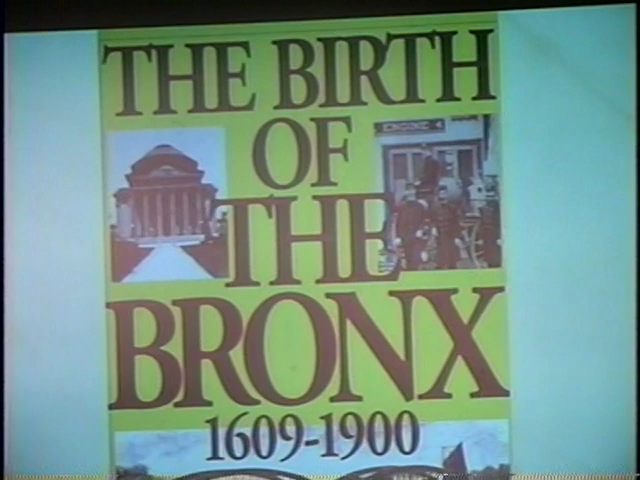 THE BIRTH
OF
THE
BRONX
1609-1900